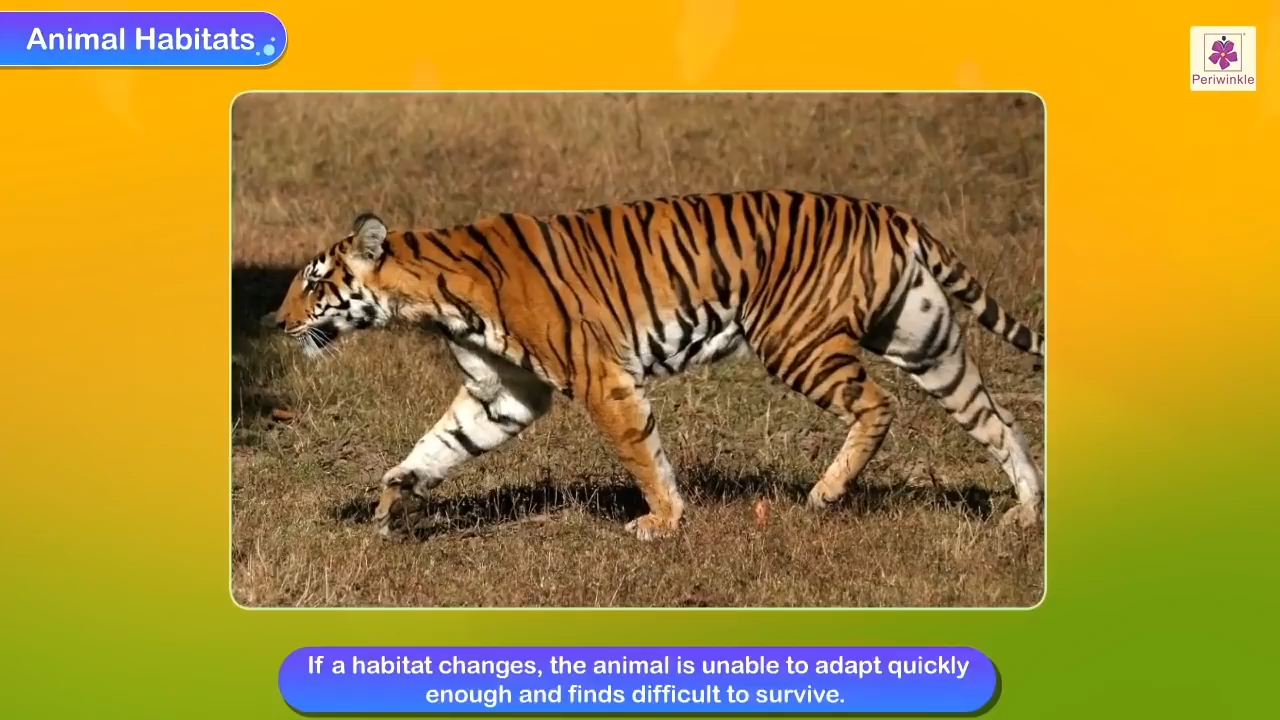 Animal Habitats
Periwinkle
If a habitat changes, the animal is unable to adapt quickly
enough and finds difficult to survive.